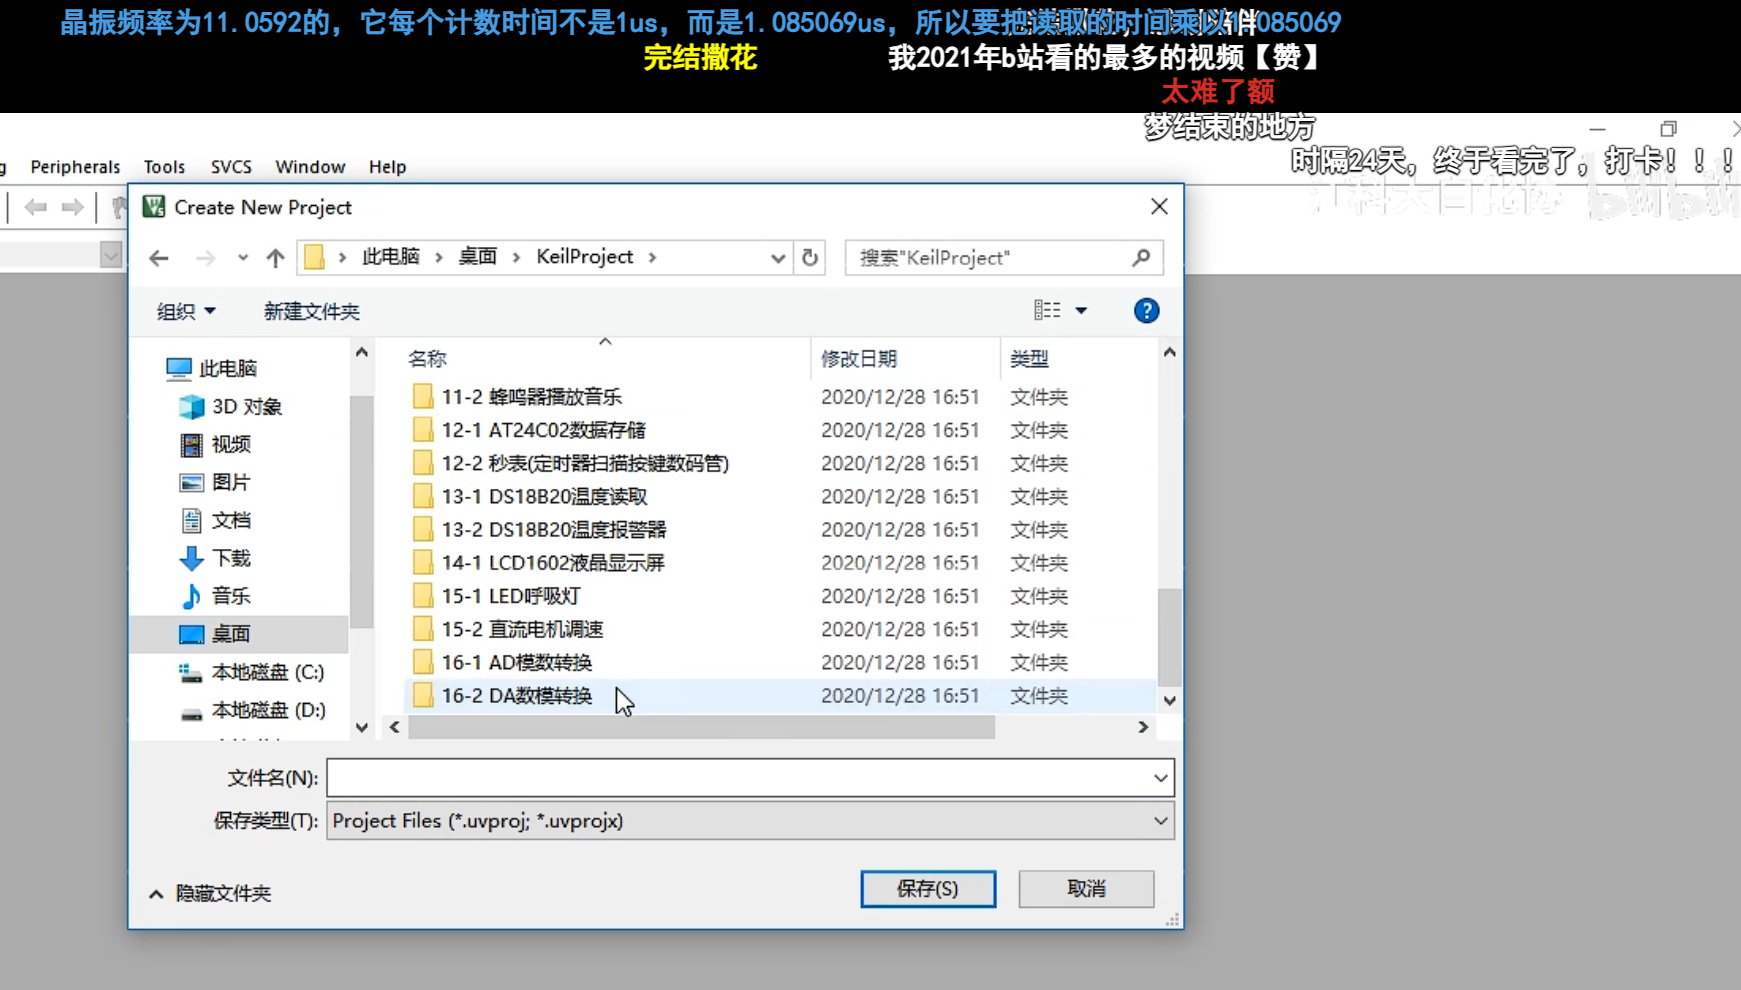 晶振频率为11.0592的，它每个计数时间不是1us，而是1.085069us，所以要把读取的时间乘以1.085069
完结撒花
我2021年b站看的最多的视频【赞】
太难了额
梦结束的地方
时隔24天，终于看完了，打卡！！！
江科大自化协 bilibili
Peripherals Tools SVCS Window Help
Create New Project
此电脑 › 桌面 › KeilProject ›
搜索"KeilProject"
组织 新建文件夹
名称 修改日期 类型
此电脑
3D 对象
视频
图片
文档
下载
音乐
桌面
本地磁盘 (C:)
本地磁盘 (D:)
11-2 蜂鸣器播放音乐 2020/12/28 16:51 文件夹
12-1 AT24C02数据存储 2020/12/28 16:51 文件夹
12-2 秒表(定时器扫描按键数码管) 2020/12/28 16:51 文件夹
13-1 DS18B20温度读取 2020/12/28 16:51 文件夹
13-2 DS18B20温度报警器 2020/12/28 16:51 文件夹
14-1 LCD1602液晶显示屏 2020/12/28 16:51 文件夹
15-1 LED呼吸灯 2020/12/28 16:51 文件夹
15-2 直流电机调速 2020/12/28 16:51 文件夹
16-1 AD模数转换 2020/12/28 16:51 文件夹
16-2 DA数模转换 2020/12/28 16:51 文件夹
文件名(N):
保存类型(T): Project Files (*.uvproj; *.uvprojx)
隐藏文件夹
保存(S) 取消